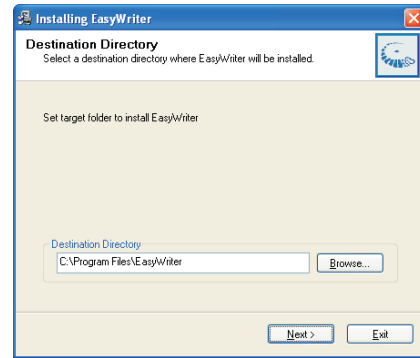 Installing EasyWriter
Destination Directory
Select a destination directory where EasyWriter will be installed.
Set target folder to install EasyWriter
Destination Directory
C:\Program Files\EasyWriter
Browse...
Next >
Exit